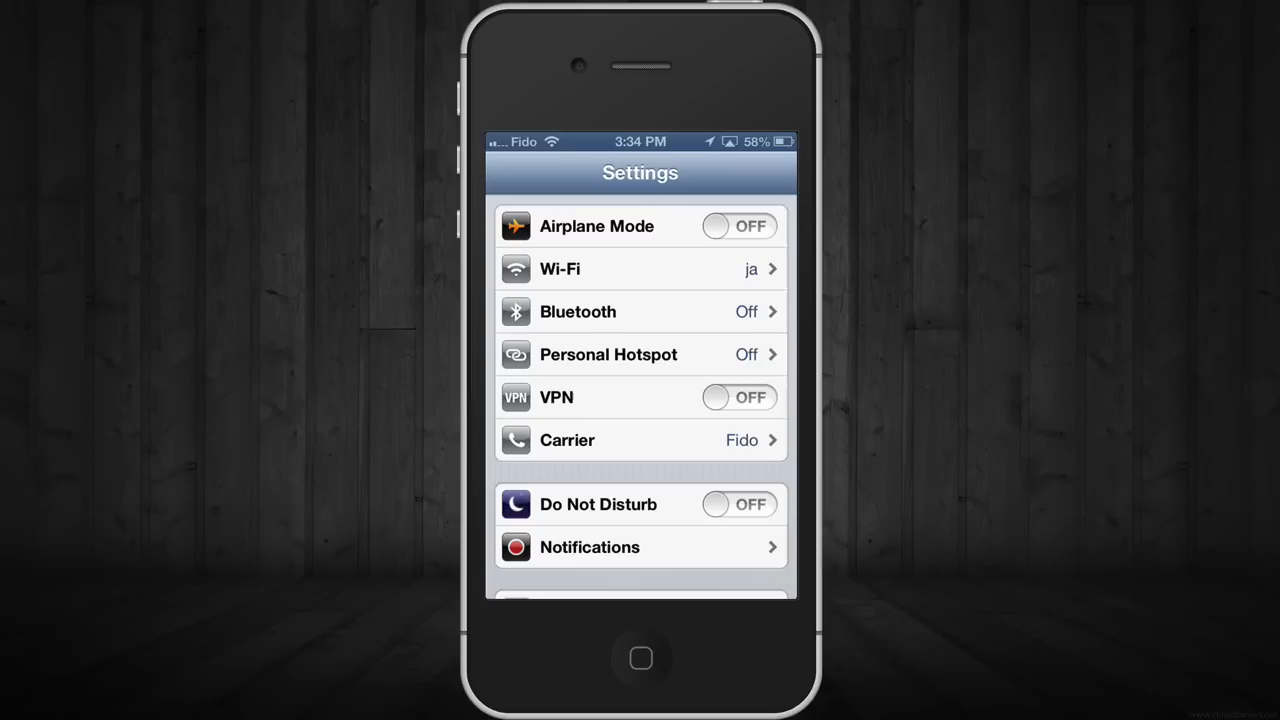 Fido 3:34 PM 58%
Settings
Airplane Mode OFF
Wi-Fi ja
Bluetooth Off
Personal Hotspot Off
VPN VPN OFF
Carrier Fido
Do Not Disturb OFF
Notifications